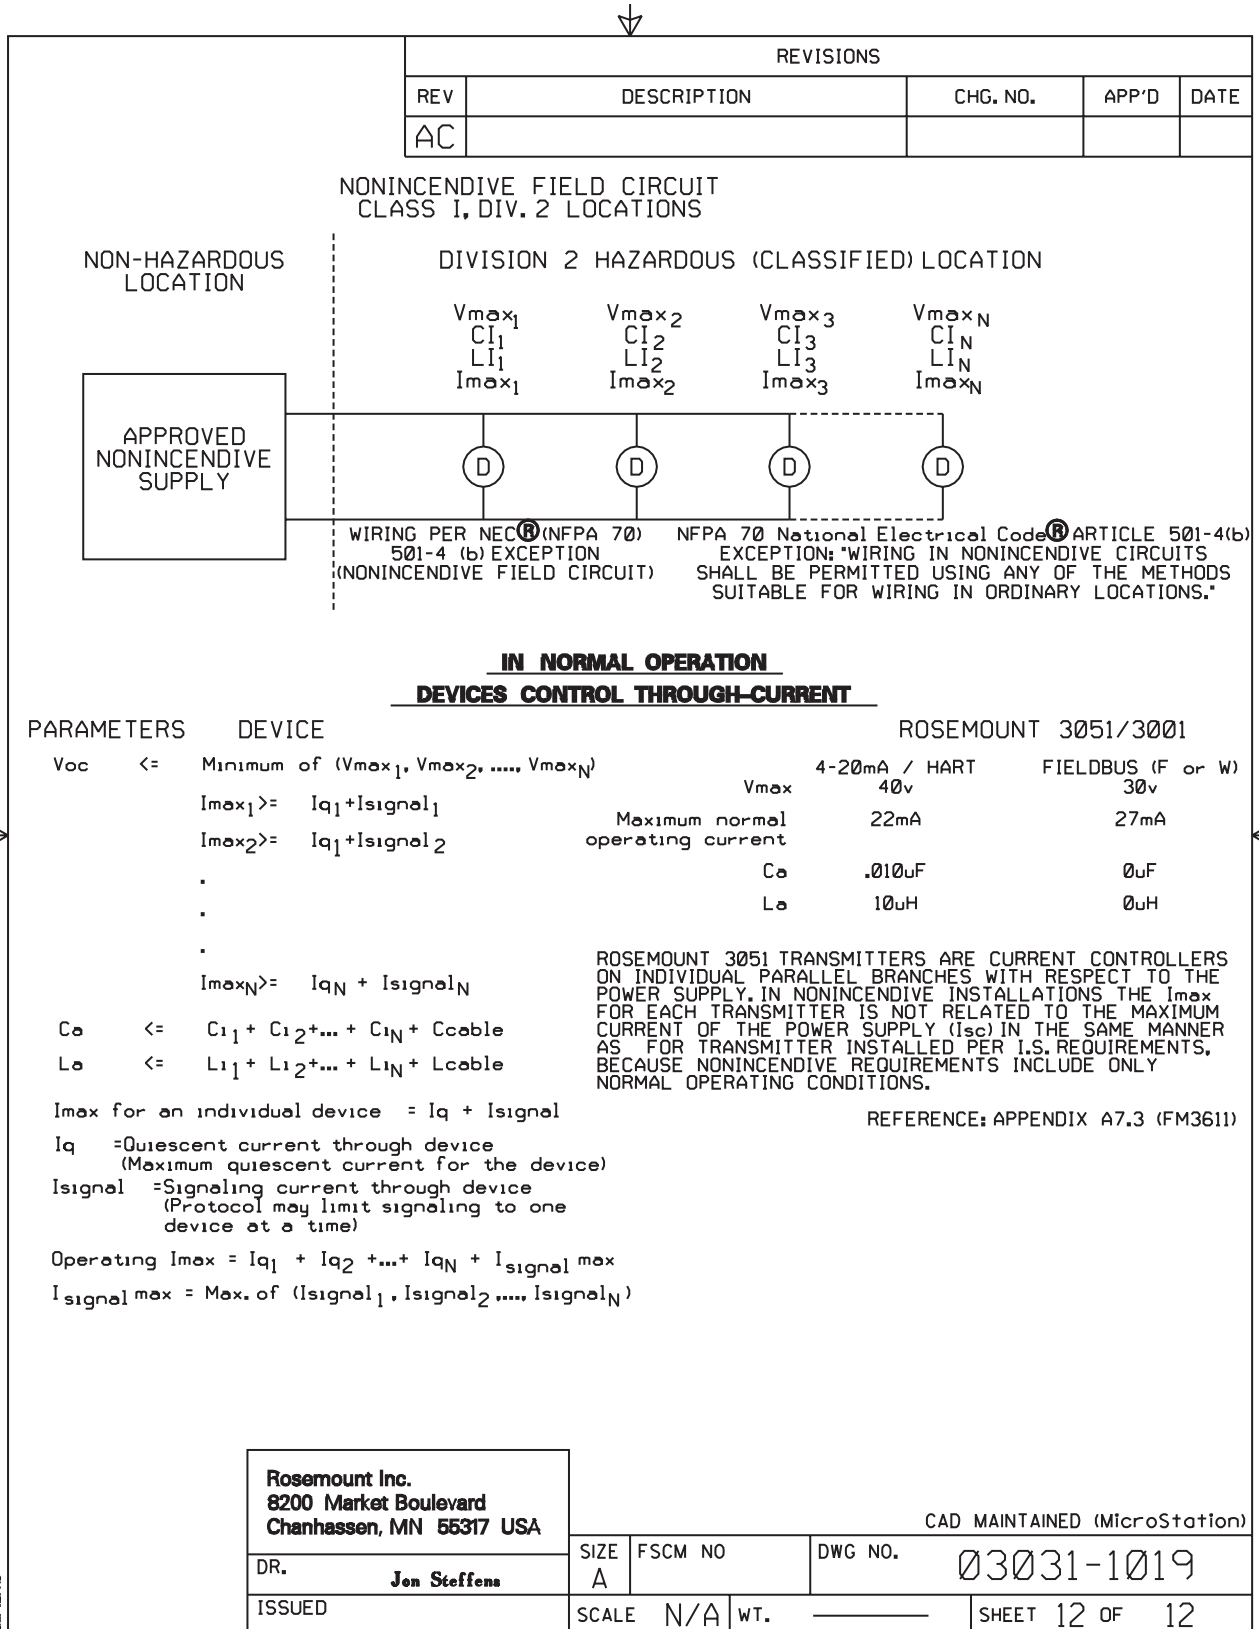 REVISIONS
REV DESCRIPTION CHG. NO. APP'D DATE
AC
NONINCENDIVE FIELD CIRCUIT
CLASS I, DIV. 2 LOCATIONS
NON-HAZARDOUS
LOCATION
DIVISION 2 HAZARDOUS (CLASSIFIED) LOCATION
Vmax1 Vmax2 Vmax3 VmaxN
CI1 CI2 CI3 CIN
LI1 LI2 LI3 LIN
Imax1 Imax2 Imax3 ImaxN
APPROVED
NONINCENDIVE
SUPPLY
D D D D
WIRING PER NEC® (NFPA 70)
501-4 (b) EXCEPTION
(NONINCENDIVE FIELD CIRCUIT)
NFPA 70 National Electrical Code® ARTICLE 501-4(b)
EXCEPTION: "WIRING IN NONINCENDIVE CIRCUITS
SHALL BE PERMITTED USING ANY OF THE METHODS
SUITABLE FOR WIRING IN ORDINARY LOCATIONS."
IN NORMAL OPERATION
DEVICES CONTROL THROUGH-CURRENT
PARAMETERS DEVICE
Voc <= Minimum of (Vmax1, Vmax2, ...., VmaxN)
Imax1>= Iq1+Isignal1
Imax2>= Iq1+Isignal2
.
.
.
ImaxN>= IqN + IsignalN
Ca <= Ci1+ Ci2+...+ CiN+ Ccable
La <= Li1+ Li2+...+ LiN+ Lcable
Imax for an individual device = Iq + Isignal
Iq =Quiescent current through device
(Maximum quiescent current for the device)
Isignal =Signaling current through device
(Protocol may limit signaling to one
device at a time)
Operating Imax = Iq1 + Iq2 +...+ IqN + Isignal max
Isignal max = Max. of (Isignal1, Isignal2,...., IsignalN)
ROSEMOUNT 3051/3001
4-20mA / HART FIELDBUS (F or W)
Vmax 40v 30v
Maximum normal 22mA 27mA
operating current
Ca .010uF 0uF
La 10uH 0uH
ROSEMOUNT 3051 TRANSMITTERS ARE CURRENT CONTROLLERS
ON INDIVIDUAL PARALLEL BRANCHES WITH RESPECT TO THE
POWER SUPPLY. IN NONINCENDIVE INSTALLATIONS THE Imax
FOR EACH TRANSMITTER IS NOT RELATED TO THE MAXIMUM
CURRENT OF THE POWER SUPPLY (Isc) IN THE SAME MANNER
AS FOR TRANSMITTER INSTALLED PER I.S. REQUIREMENTS,
BECAUSE NONINCENDIVE REQUIREMENTS INCLUDE ONLY
NORMAL OPERATING CONDITIONS.
REFERENCE: APPENDIX A7.3 (FM3611)
Rosemount Inc.
8200 Market Boulevard
Chanhassen, MN 55317 USA
CAD MAINTAINED (MicroStation)
DR. Jon Steffens
ISSUED
SIZE A
FSCM NO
DWG NO. 03031-1019
SCALE N/A WT. SHEET 12 OF 12